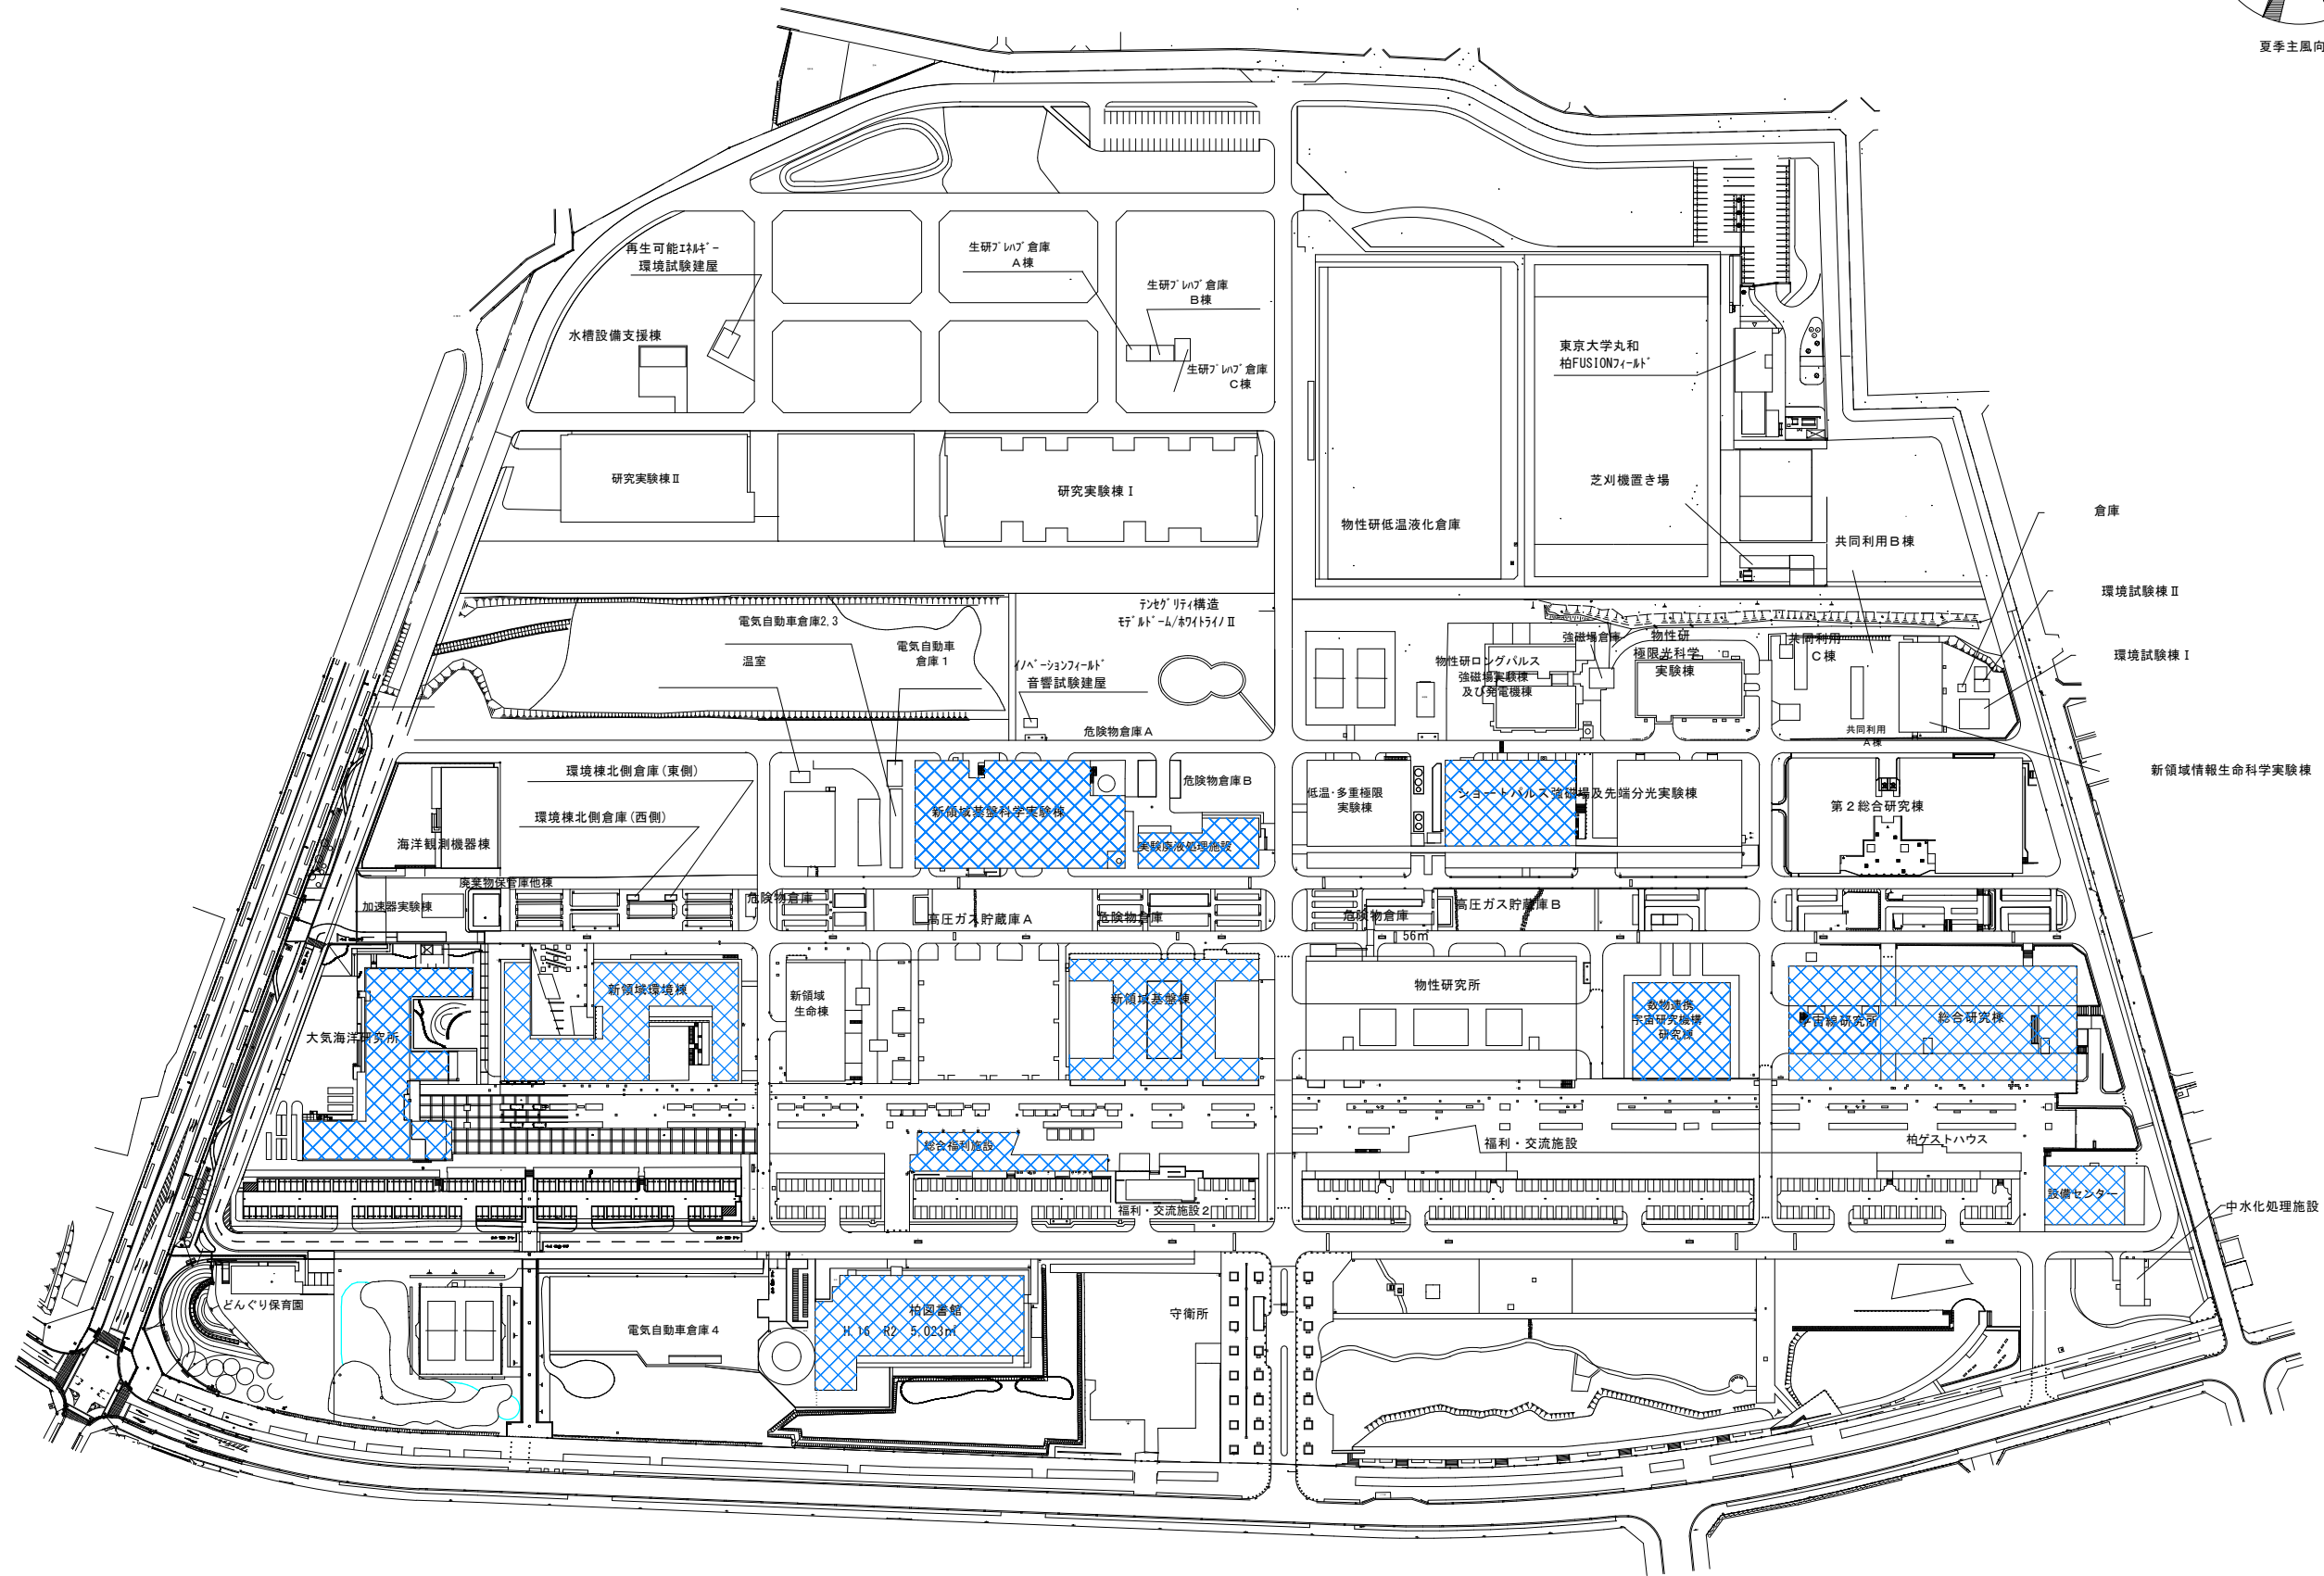 夏季主風向
再生可能ｴﾈﾙｷﾞｰ
環境試験建屋
生研ﾌﾟﾚﾊﾌﾞ倉庫
Ａ棟
生研ﾌﾟﾚﾊﾌﾞ倉庫
Ｂ棟
水槽設備支援棟
生研ﾌﾟﾚﾊﾌﾞ倉庫
Ｃ棟
東京大学丸和
柏FUSIONﾌｨｰﾙﾄﾞ
研究実験棟Ⅱ
研究実験棟Ⅰ
芝刈機置き場
物性研低温液化倉庫
倉庫
共同利用Ｂ棟
環境試験棟Ⅱ
ﾃﾝｾｸﾞﾘﾃｨ構造
ﾓﾃﾞﾙﾄﾞｰﾑ/ﾎﾜｲﾄﾗｲﾉⅡ
電気自動車倉庫2,3
電気自動車
倉庫１
温室
ｲﾉﾍﾞｰｼｮﾝﾌｨｰﾙﾄﾞ
音響試験建屋
危険物倉庫Ａ
物性研ロングパルス
強磁場実験棟
及び発電機棟
強磁場倉庫
物性研
極限光科学
実験棟
共同利用
Ｃ棟
環境試験棟Ⅰ
共同利用
Ａ棟
新領域情報生命科学実験棟
環境棟北側倉庫(東側)
環境棟北側倉庫(西側)
海洋観測機器棟
新領域基盤科学実験棟
危険物倉庫Ｂ
実験廃液処理施設
低温・多重極限
実験棟
ショートパルス強磁場及先端分光実験棟
第２総合研究棟
廃棄物保管庫他棟
加速器実験棟
危険物倉庫
高圧ガス貯蔵庫Ａ
危険物倉庫
危険物倉庫
高圧ガス貯蔵庫Ｂ
56㎡
大気海洋研究所
新領域環境棟
新領域
生命棟
新領域基盤棟
物性研究所
数物連携
宇宙研究機構
研究棟
宇宙線研究所
総合研究棟
総合福利施設
福利・交流施設
柏ゲストハウス
福利・交流施設２
設備センター
中水化処理施設
どんぐり保育園
電気自動車倉庫４
柏図書館
H.16 R2 5,023㎡
守衛所